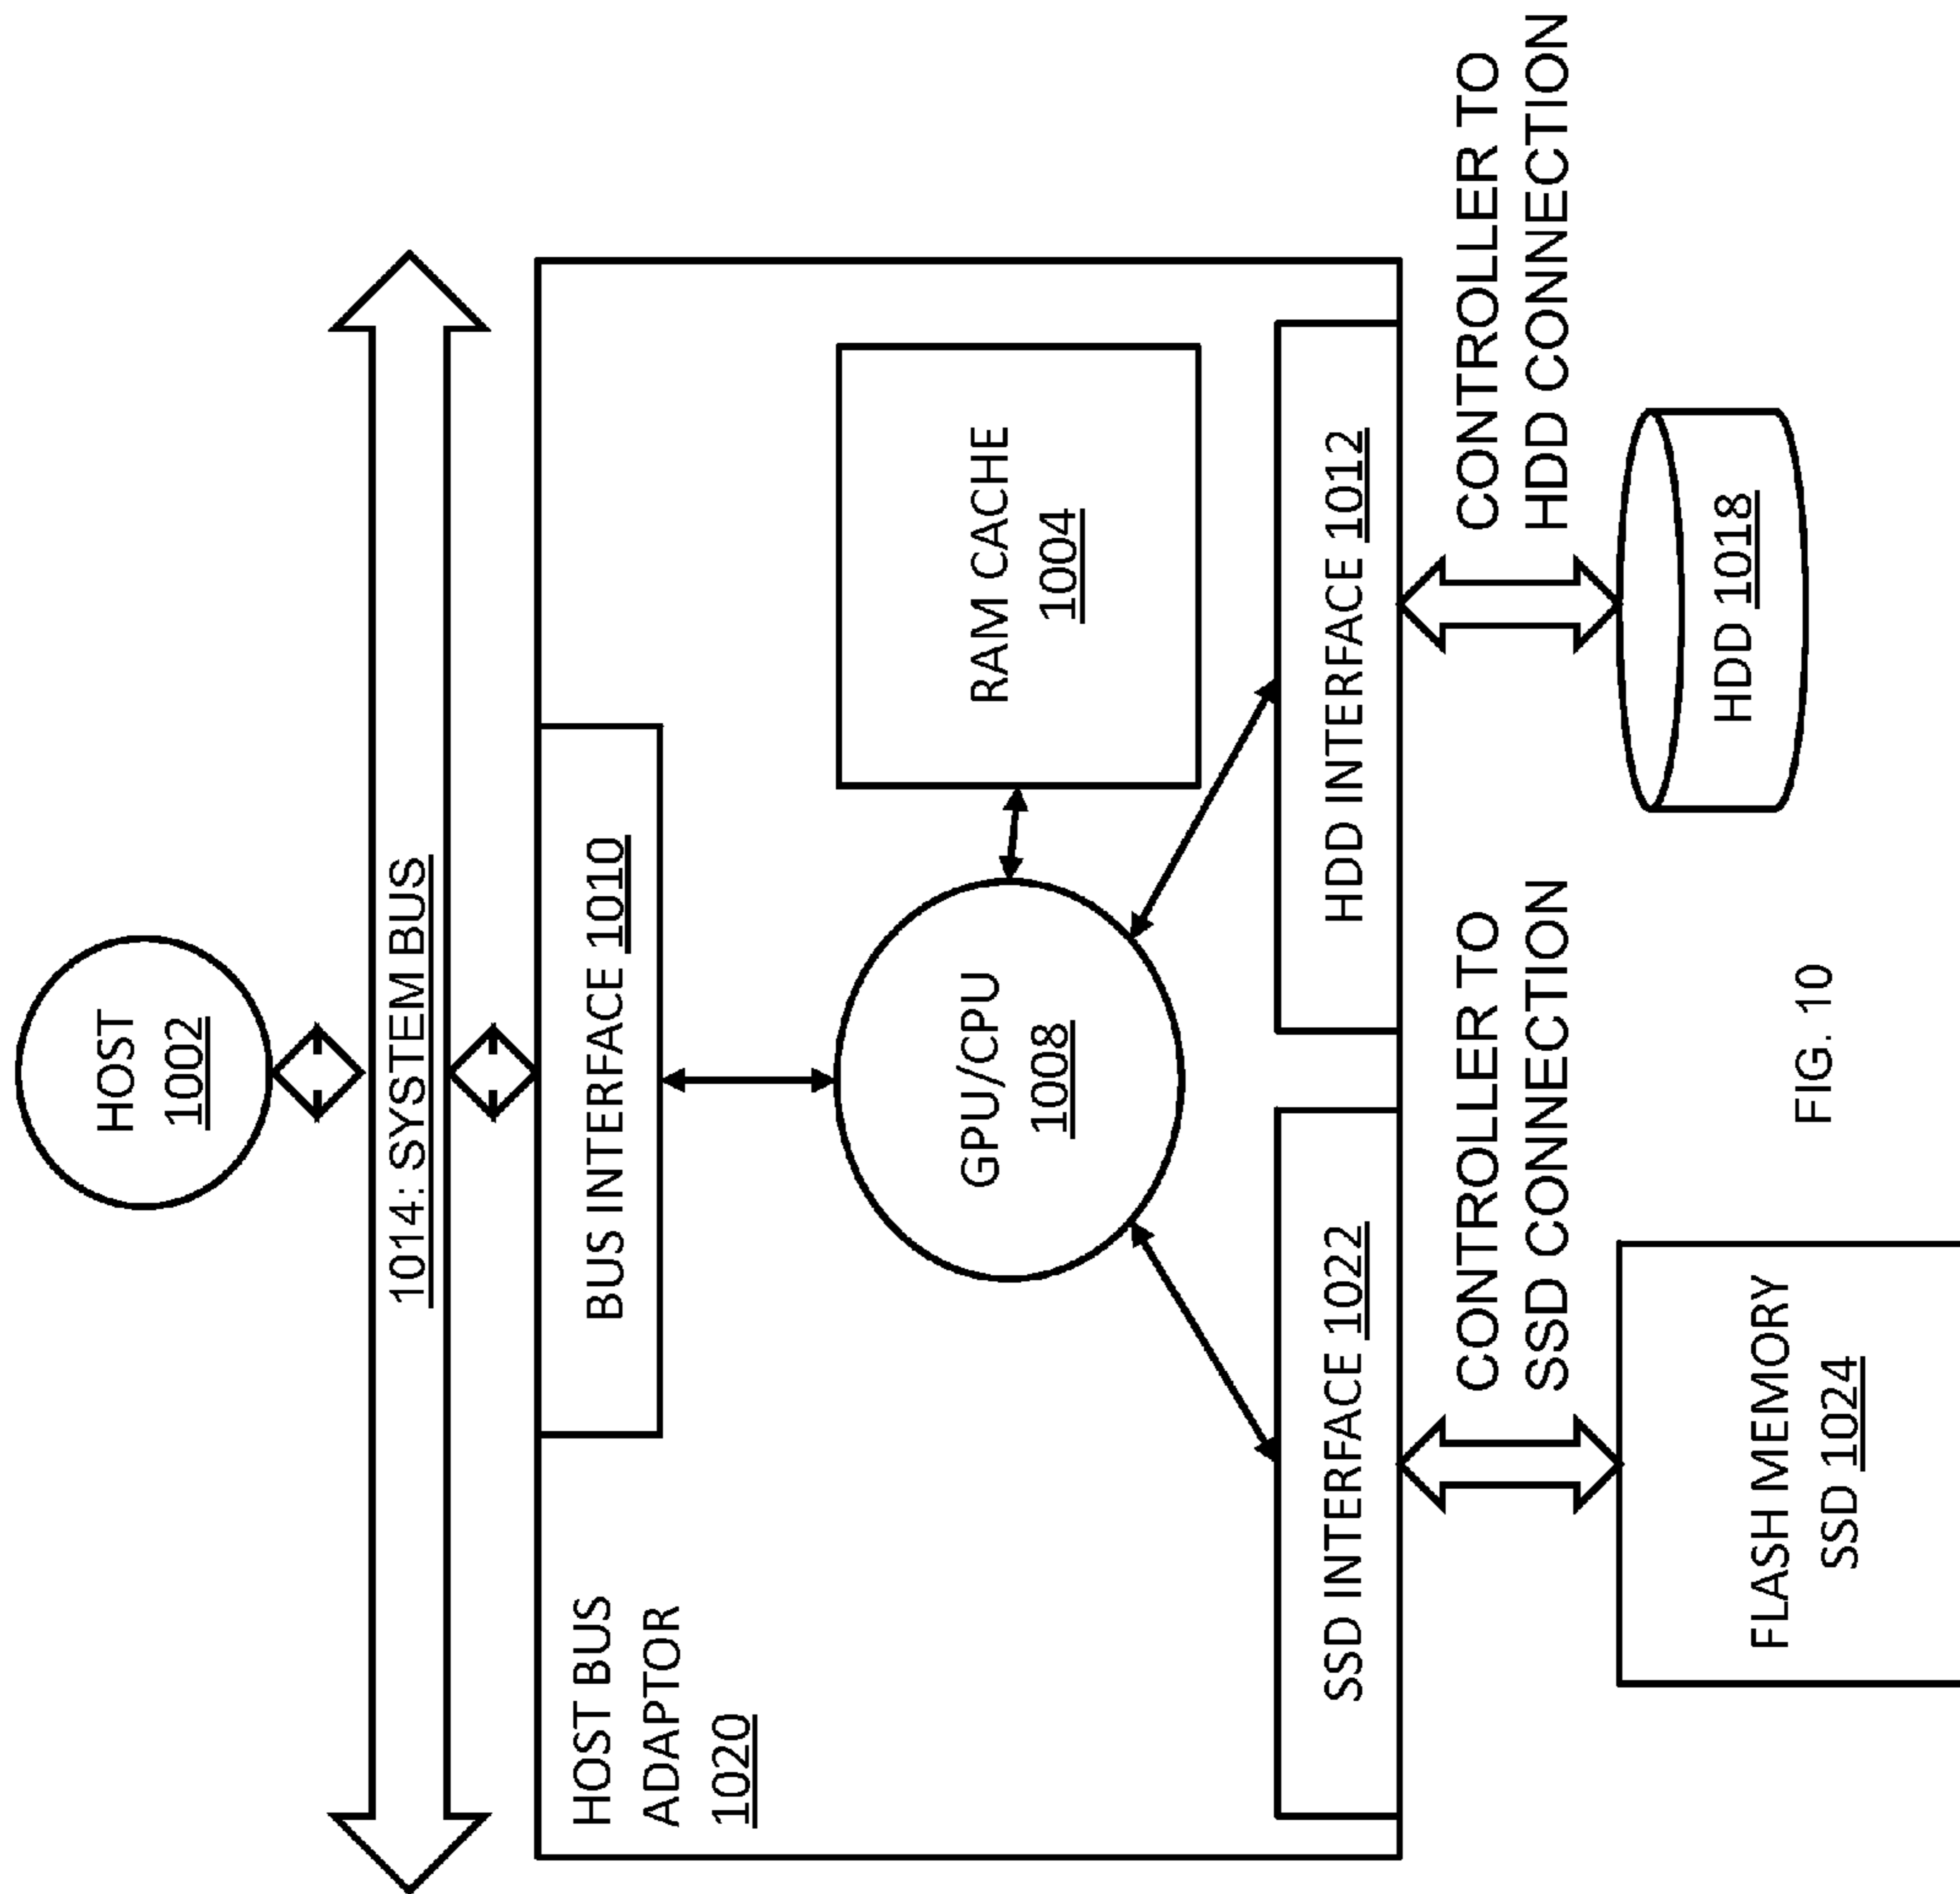 HOST
1002
1014: SYSTEM BUS
HOST BUS
ADAPTOR
1020
BUS INTERFACE 1010
GPU/CPU
1008
RAM CACHE
1004
SSD INTERFACE 1022
HDD INTERFACE 1012
CONTROLLER TO
SSD CONNECTION
CONTROLLER TO
HDD CONNECTION
FLASH MEMORY
SSD 1024
HDD 1018
FIG. 10